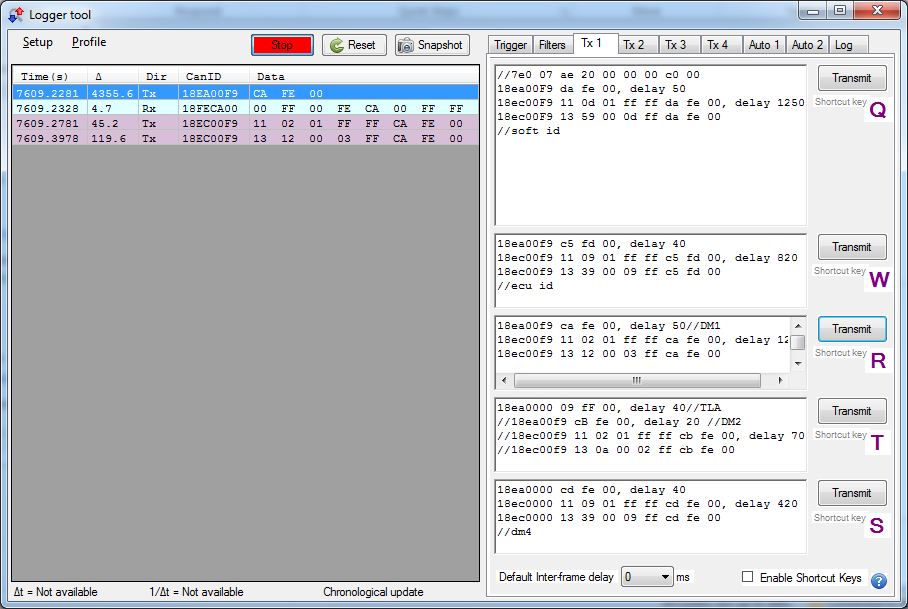 Logger tool
Setup Profile
Stop Reset Snapshot
Time(s) Δ Dir CanID Data
7609.2281 4355.6 Tx 18EA00F9 CA FE 00
7609.2328 4.7 Rx 18FECA00 00 FF 00 FE CA 00 FF FF
7609.2781 45.2 Tx 18EC00F9 11 02 01 FF FF CA FE 00
7609.3978 119.6 Tx 18EC00F9 13 12 00 03 FF CA FE 00
Δt = Not available 1/Δt = Not available Chronological update
Trigger Filters Tx 1 Tx 2 Tx 3 Tx 4 Auto 1 Auto 2 Log
//7e0 07 ae 20 00 00 00 c0 00
18ea00F9 da fe 00, delay 50
18ec00F9 11 0d 01 ff ff da fe 00, delay 1250
18ec00F9 13 59 00 0d ff da fe 00
//soft id
Transmit
Shortcut key Q
18ea00f9 c5 fd 00, delay 40
18ec00f9 11 09 01 ff ff c5 fd 00, delay 820
18ec00f9 13 39 00 09 ff c5 fd 00
//ecu id
Transmit
Shortcut key W
18ea00f9 ca fe 00, delay 50//DM1
18ec00f9 11 02 01 ff ff ca fe 00, delay 12
18ec00f9 13 12 00 03 ff ca fe 00
Transmit
Shortcut key R
18ea0000 09 fF 00, delay 40//TLA
//18ea00f9 cB fe 00, delay 20 //DM2
//18ec00f9 11 02 01 ff ff cb fe 00, delay 70
//18ec00f9 13 0a 00 02 ff cb fe 00
Transmit
Shortcut key T
18ea0000 cd fe 00, delay 40
18ec0000 11 09 01 ff ff cd fe 00, delay 420
18ec0000 13 39 00 09 ff cd fe 00
//dm4
Transmit
Shortcut key S
Default Inter-frame delay 0 ms Enable Shortcut Keys ?